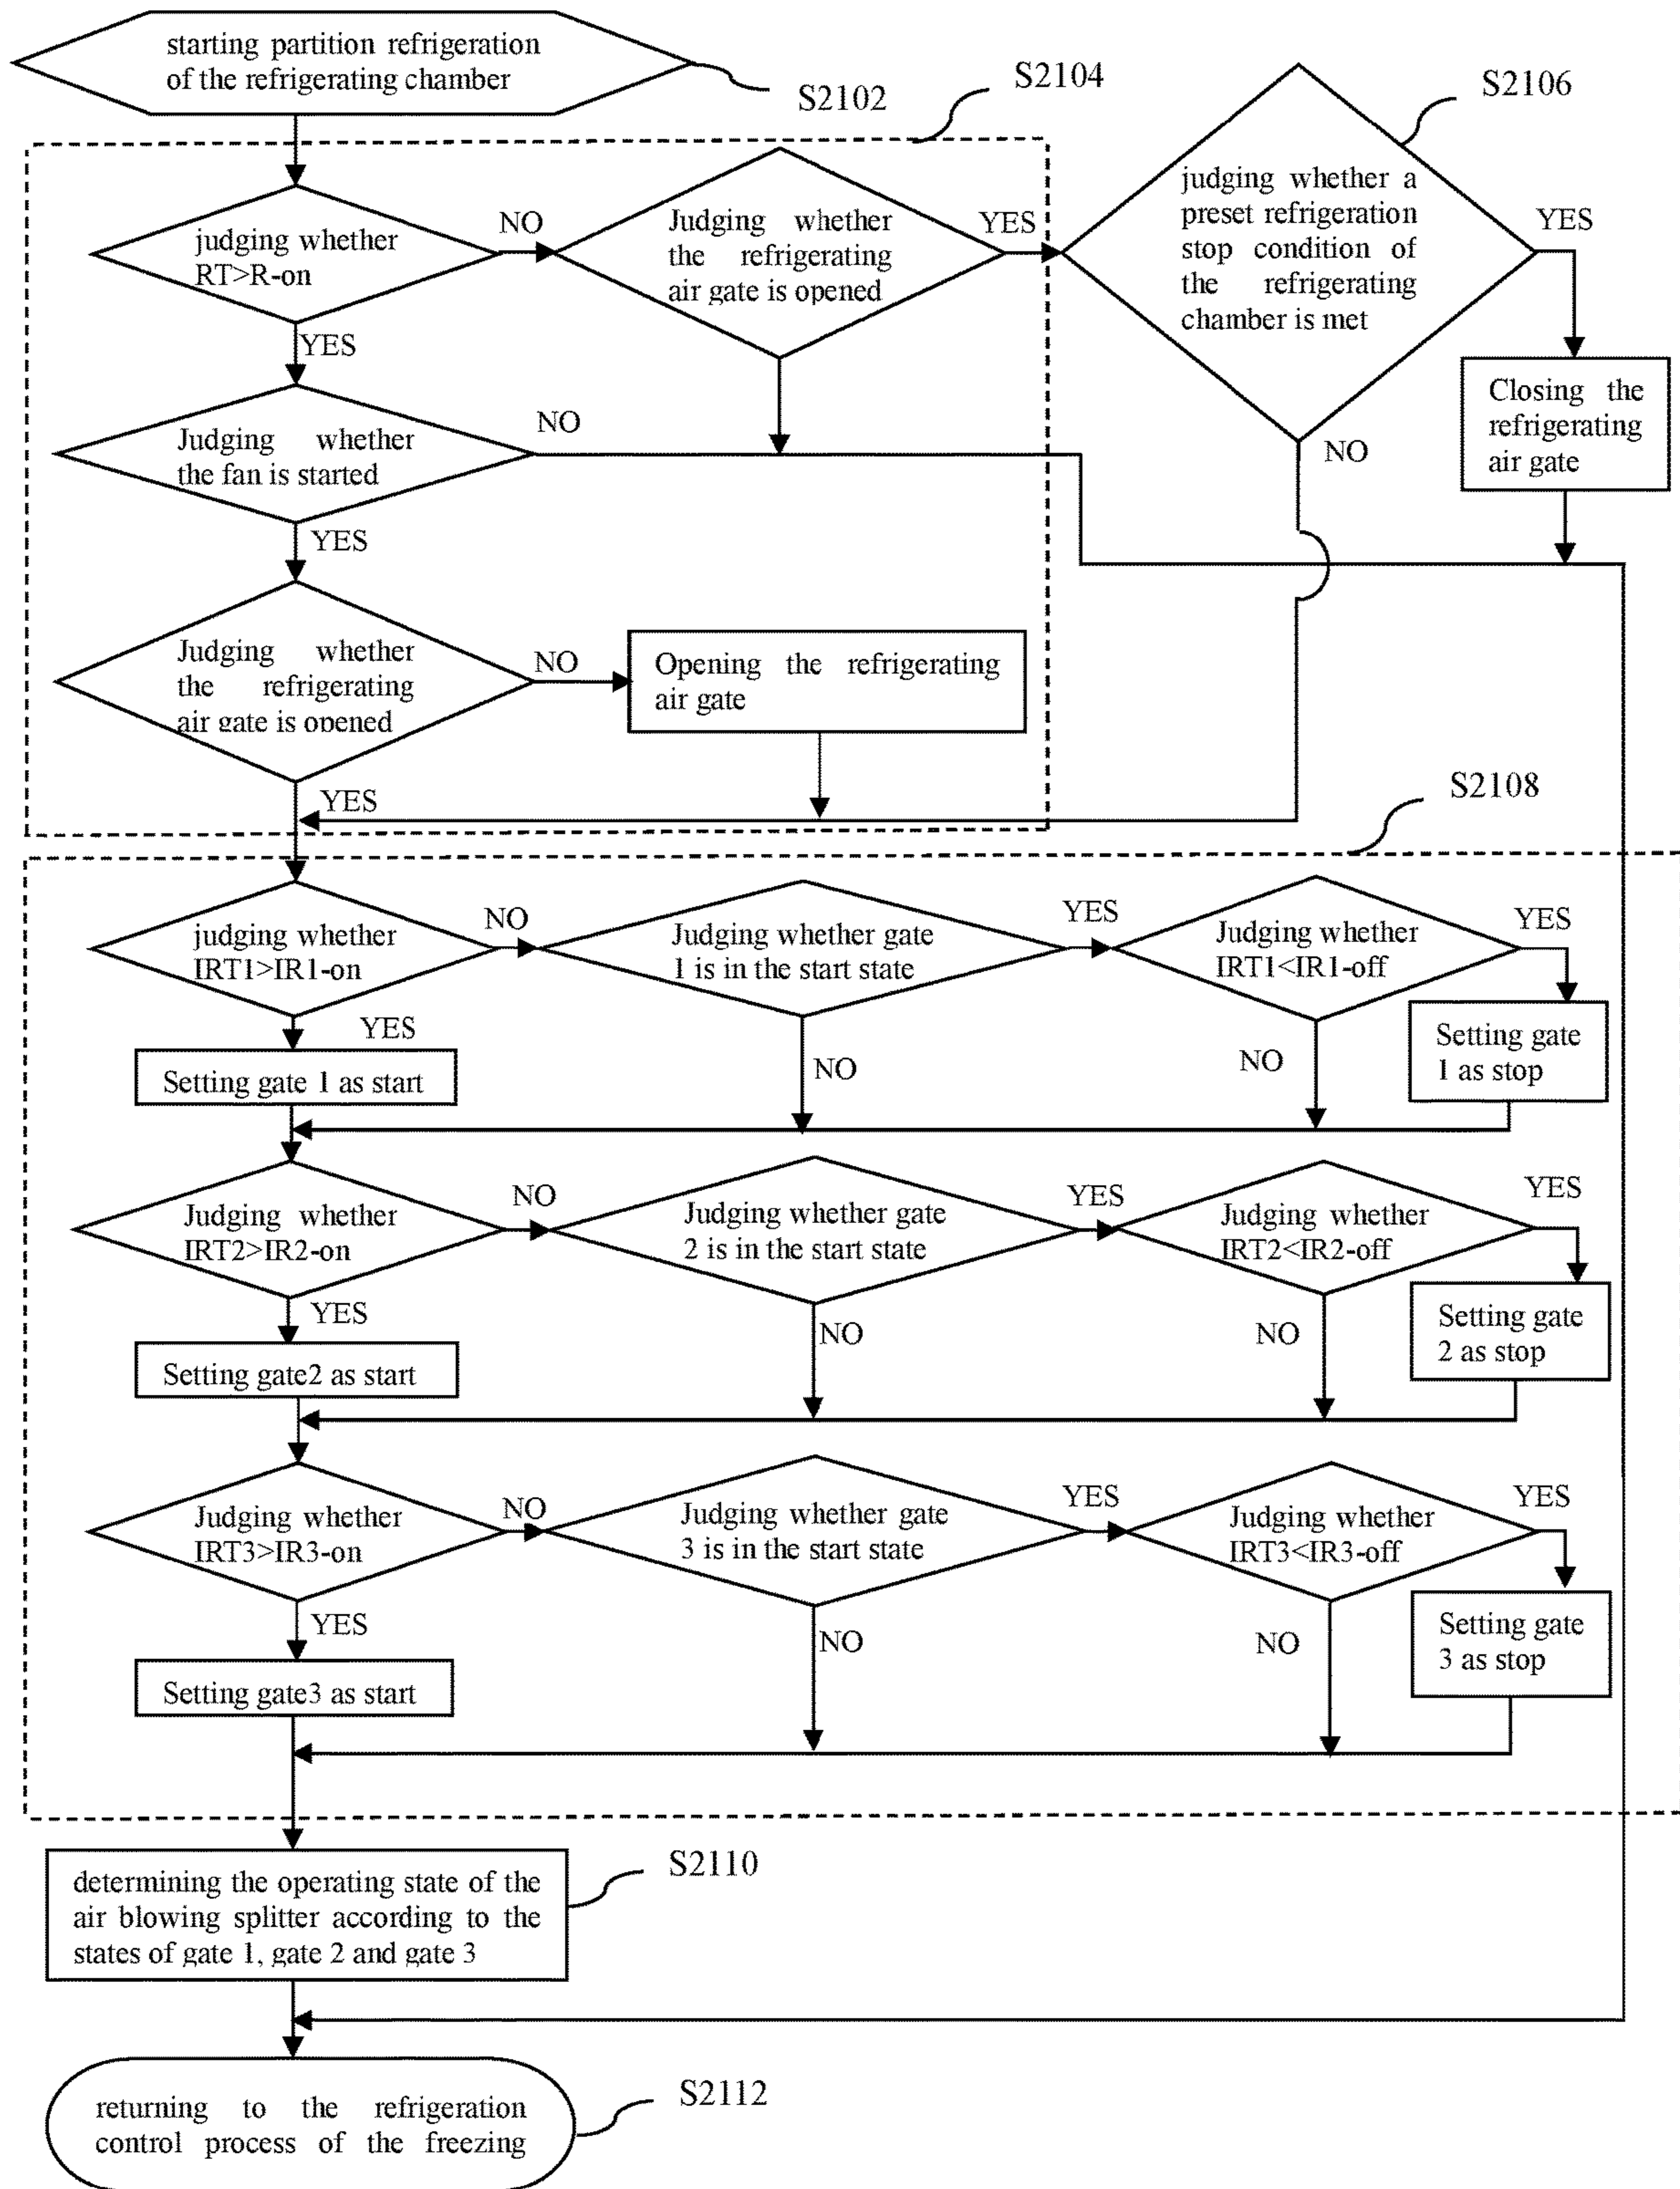 starting partition refrigeration
of the refrigerating chamber
S2102
S2104
S2106
judging whether
RT>R-on
NO
Judging whether
the refrigerating
air gate is opened
YES
judging whether a
preset refrigeration
stop condition of
the refrigerating
chamber is met
YES
YES
Closing the
refrigerating
air gate
NO
Judging whether
the fan is started
NO
YES
Judging whether
the refrigerating
air gate is opened
NO
Opening the refrigerating
air gate
YES
S2108
judging whether
IRT1>IR1-on
NO
Judging whether gate
1 is in the start state
YES
Judging whether
IRT1<IR1-off
YES
YES
Setting gate 1 as start
NO
NO
Setting gate
1 as stop
Judging whether
IRT2>IR2-on
NO
Judging whether gate
2 is in the start state
YES
Judging whether
IRT2<IR2-off
YES
YES
Setting gate2 as start
NO
NO
Setting gate
2 as stop
Judging whether
IRT3>IR3-on
NO
Judging whether gate
3 is in the start state
YES
Judging whether
IRT3<IR3-off
YES
YES
Setting gate3 as start
NO
NO
Setting gate
3 as stop
determining the operating state of the
air blowing splitter according to the
states of gate 1, gate 2 and gate 3
S2110
returning to the refrigeration
control process of the freezing
S2112